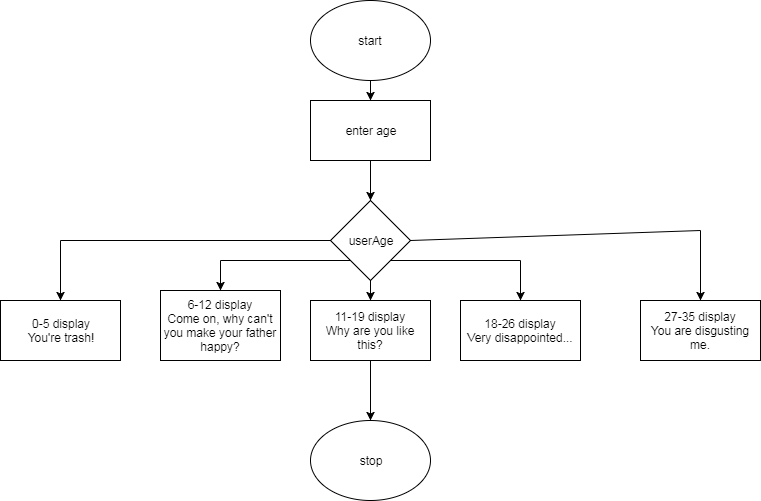 start
enter age
userAge
0-5 display
You're trash!
6-12 display
Come on, why can't
you make your father
happy?
11-19 display
Why are you like
this?
18-26 display
Very disappointed...
27-35 display
You are disgusting
me.
stop